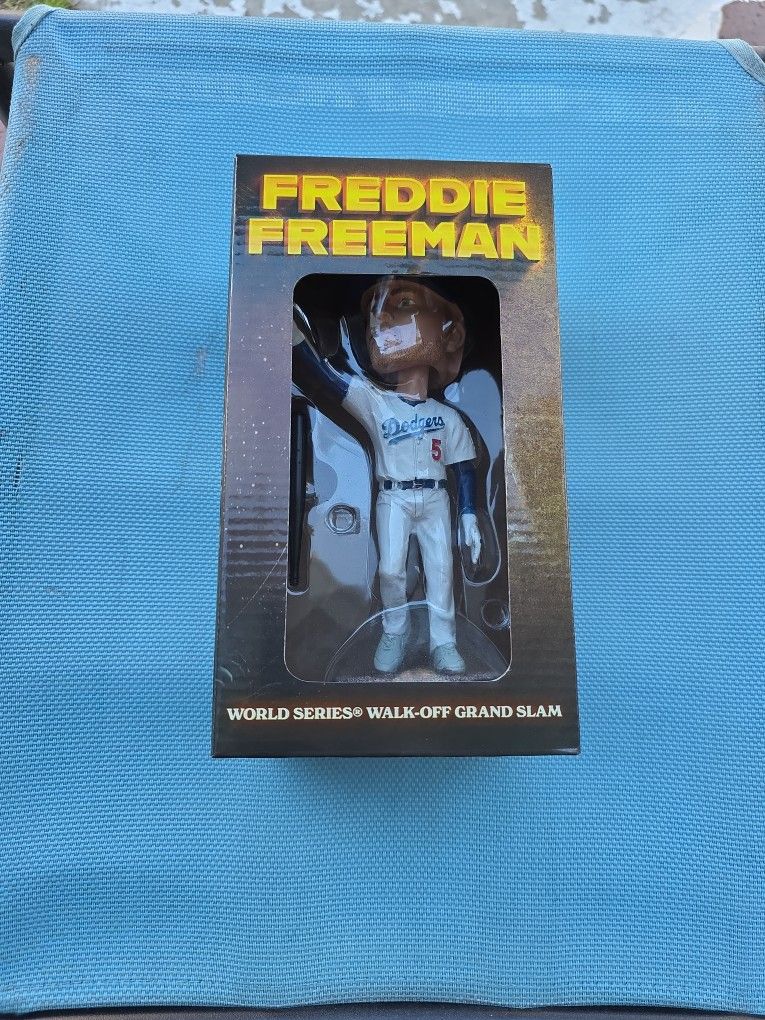 FREDDIE
FREEMAN
Dodgers
5
WORLD SERIES® WALK-OFF GRAND SLAM